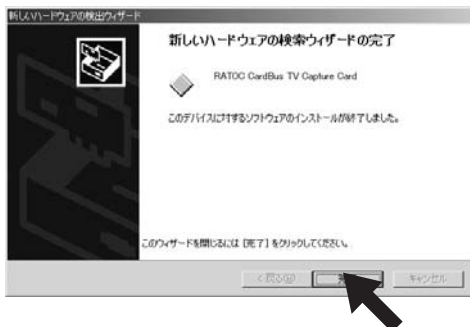 新しいハードウェアの検出ウィザード
新しいハードウェアの検索ウィザードの完了
RATOC CardBus TV Capture Card
このデバイスに対するソフトウェアのインストールが終了しました。
このウィザードを閉じるには [完了] をクリックしてください。
< 戻る(B)
キャンセル